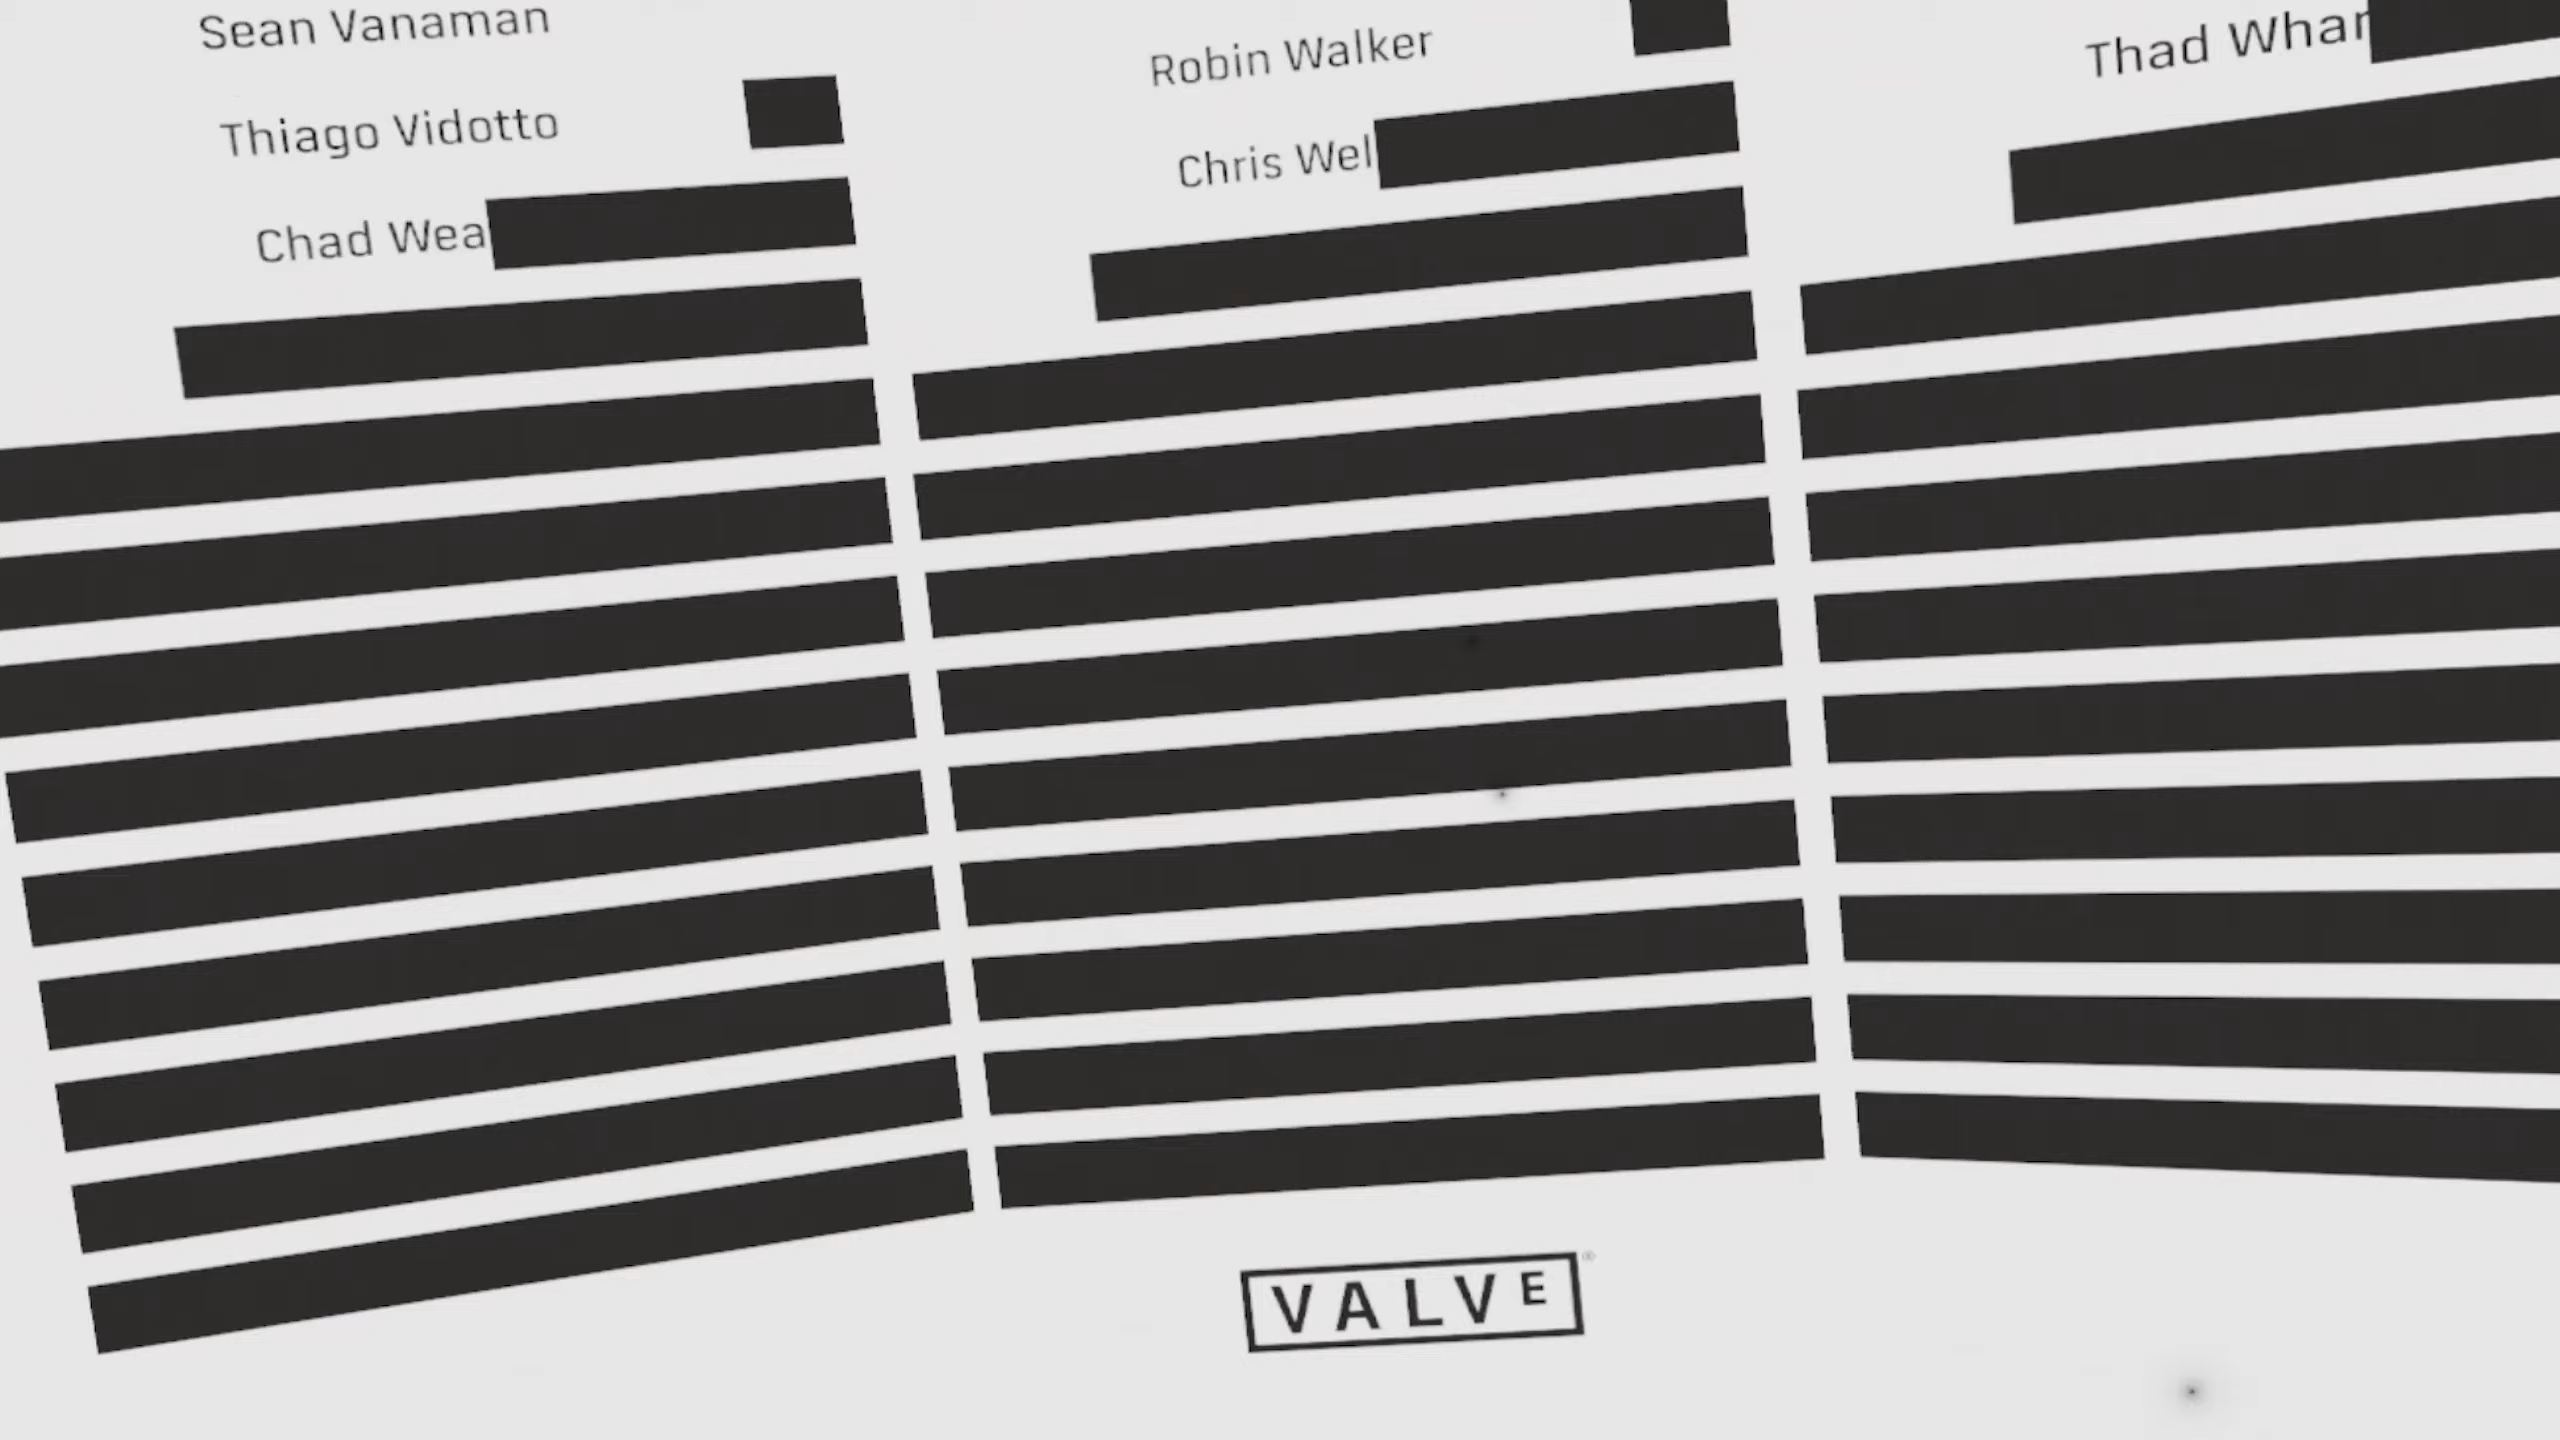 Sean Vanaman
Robin Walker
Thad Whar
Thiago Vidotto
Chris Wel
Chad Wea
VALVE